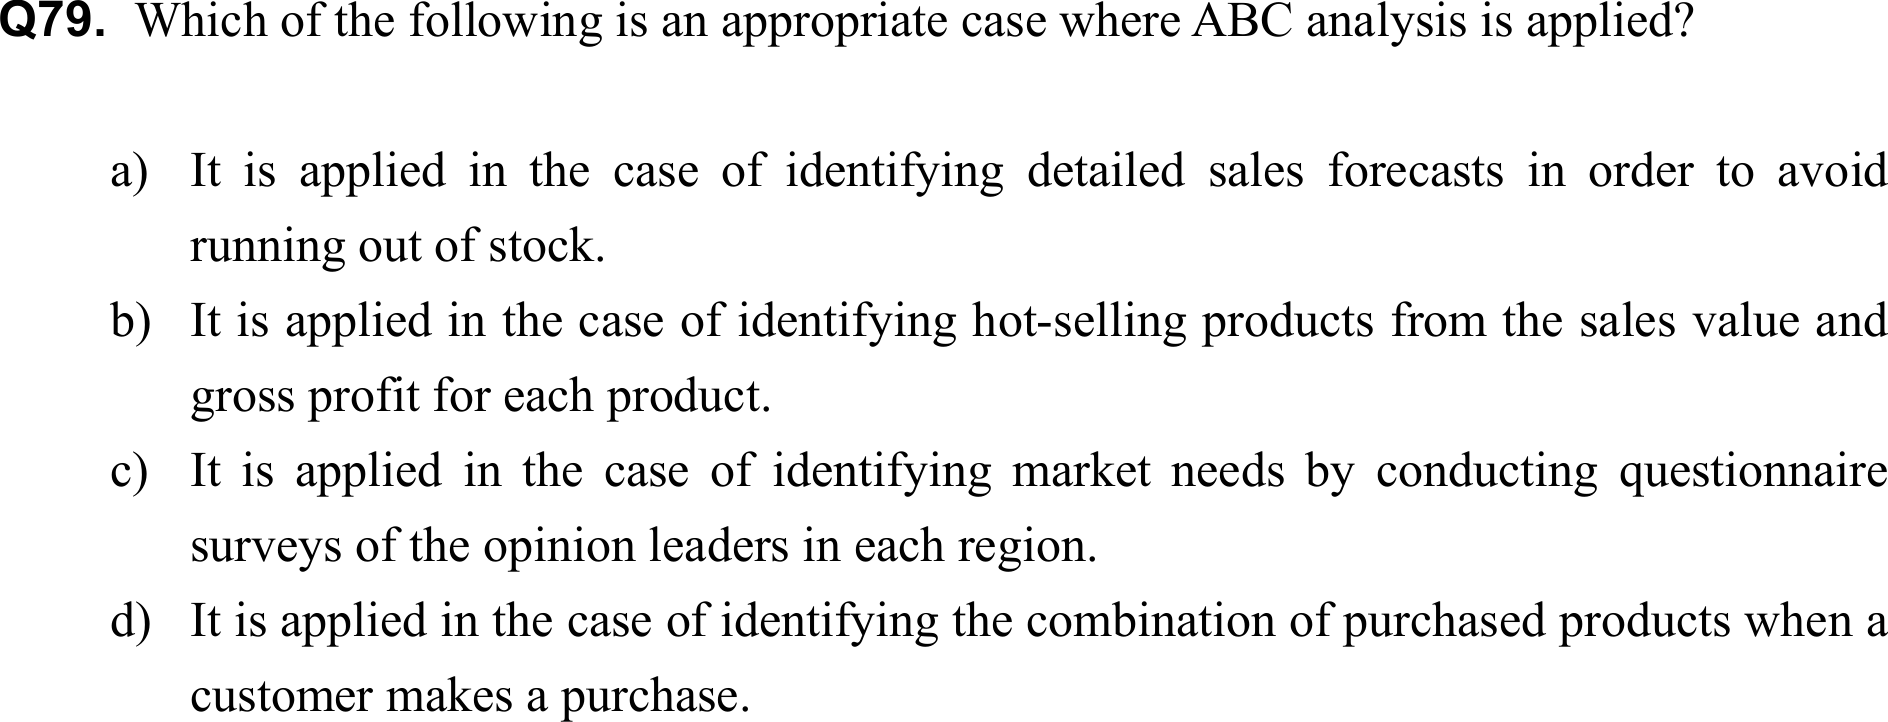 Q79. Which of the following is an appropriate case where ABC analysis is applied?
a) It is applied in the case of identifying detailed sales forecasts in order to avoid
running out of stock.
b) It is applied in the case of identifying hot-selling products from the sales value and
gross profit for each product.
c) It is applied in the case of identifying market needs by conducting questionnaire
surveys of the opinion leaders in each region.
d) It is applied in the case of identifying the combination of purchased products when a
customer makes a purchase.